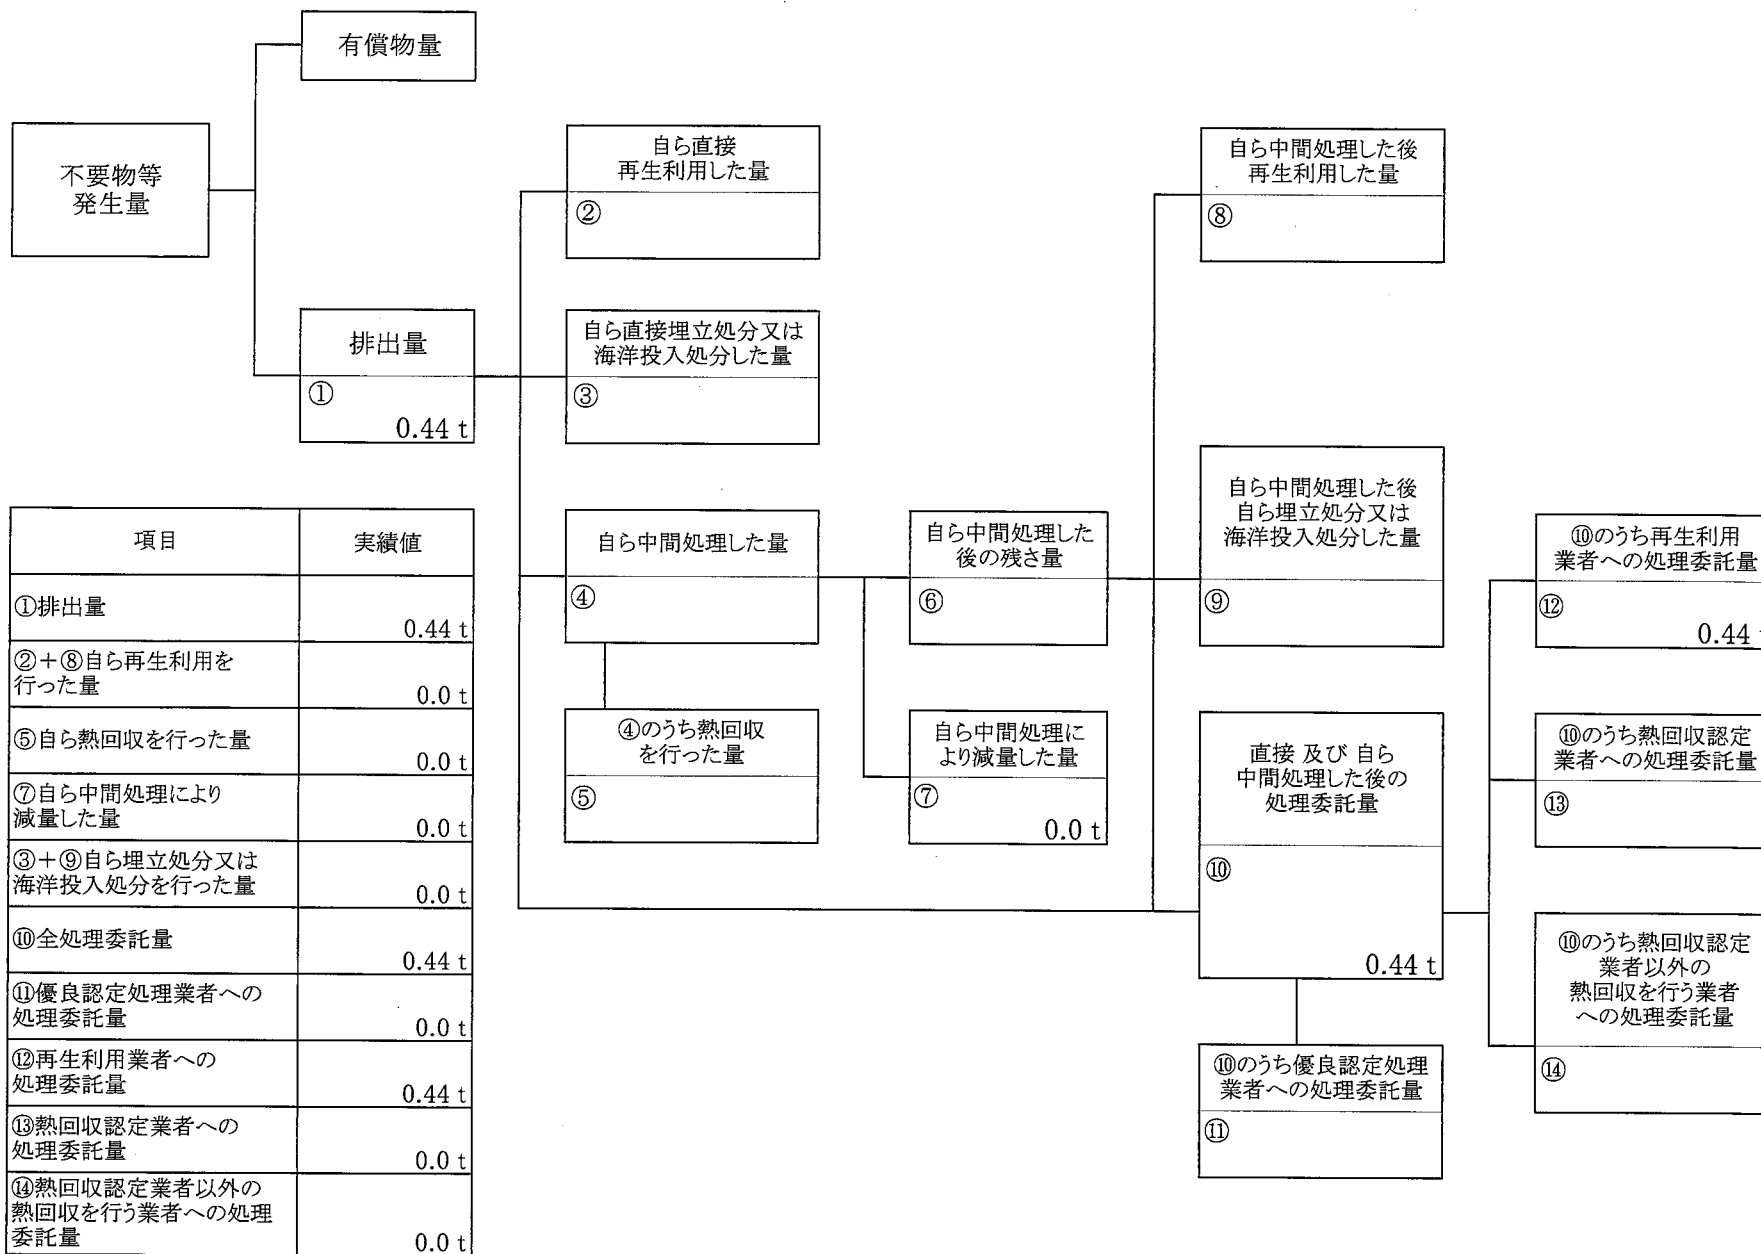 有償物量
不要物等
発生量
排出量
①
0.44 t
自ら直接
再生利用した量
②
自ら直接埋立処分又は
海洋投入処分した量
③
自ら中間処理した量
④
④のうち熱回収
を行った量
⑤
自ら中間処理した
後の残さ量
⑥
自ら中間処理に
より減量した量
⑦
0.0 t
自ら中間処理した後
再生利用した量
⑧
自ら中間処理した後
自ら埋立処分又は
海洋投入処分した量
⑨
直接 及び 自ら
中間処理した後の
処理委託量
⑩
0.44 t
⑩のうち優良認定処理
業者への処理委託量
⑪
⑩のうち再生利用
業者への処理委託量
⑫
0.44 t
⑩のうち熱回収認定
業者への処理委託量
⑬
⑩のうち熱回収認定
業者以外の
熱回収を行う業者
への処理委託量
⑭
項目 実績値
①排出量
0.44 t
②+⑧自ら再生利用を
行った量
0.0 t
⑤自ら熱回収を行った量
0.0 t
⑦自ら中間処理により
減量した量
0.0 t
③+⑨自ら埋立処分又は
海洋投入処分を行った量
0.0 t
⑩全処理委託量
0.44 t
⑪優良認定処理業者への
処理委託量
0.0 t
⑫再生利用業者への
処理委託量
0.44 t
⑬熱回収認定業者への
処理委託量
0.0 t
⑭熱回収認定業者以外の
熱回収を行う業者への処理
委託量
0.0 t